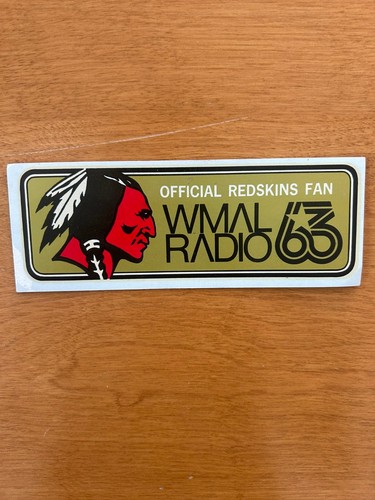 OFFICIAL REDSKINS FAN
WMAL
RADIO 63